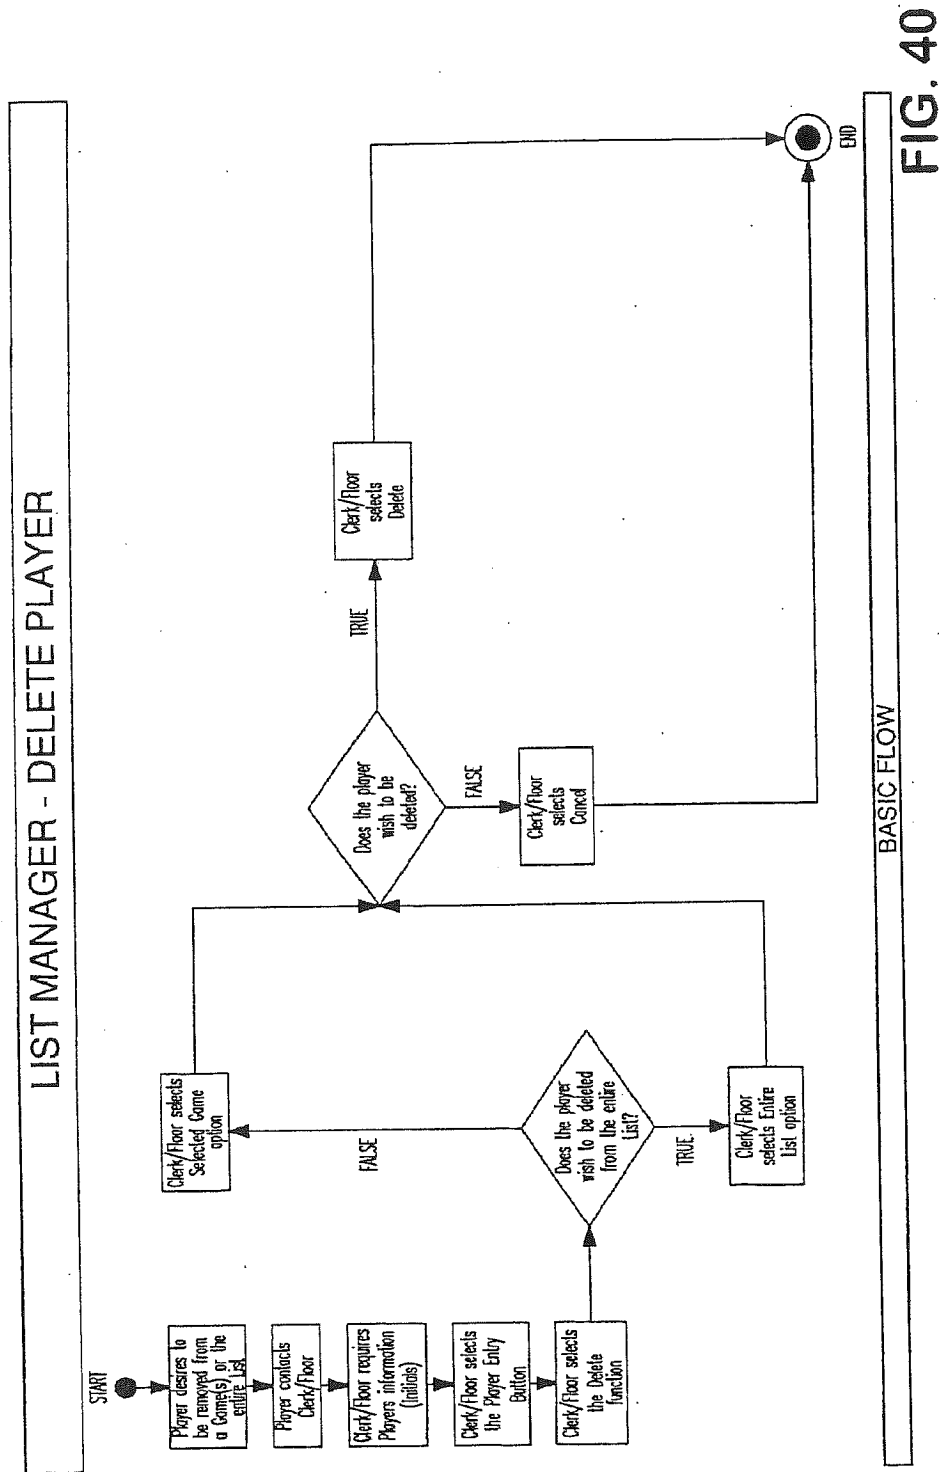 LIST MANAGER - DELETE PLAYER
START
Player desires to
be removed from
a Game(s) or the
entire List
Player contacts
Clerk/Floor
Clerk/Floor requires
Players information
(Initials)
Clerk/Floor selects
the Player Entry
Button
Clerk/Floor selects
the Delete
function
Does the player
wish to be deleted
from the entire
List?
FALSE
Clerk/Floor selects
Selected Game
option
TRUE
Clerk/Floor
selects Entire
List option
Does the player
wish to be
deleted?
TRUE
Clerk/Floor
selects
Delete
FALSE
Clerk/Floor
selects
Cancel
END
BASIC FLOW
FIG. 40